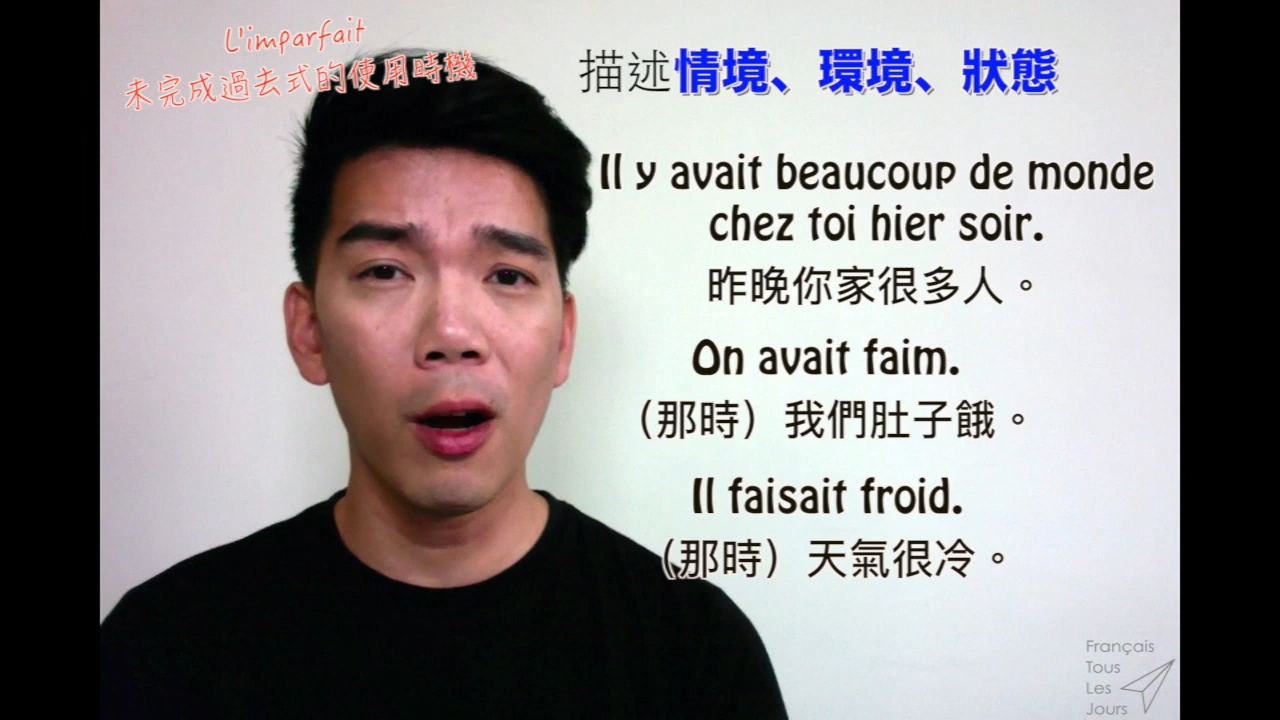 L'imparfait
未完成過去式的使用時機
描述情境、環境、狀態
Il y avait beaucoup de monde
chez toi hier soir.
昨晚你家很多人。
On avait faim.
（那時）我們肚子餓。
Il faisait froid.
（那時）天氣很冷。
Français
Tous
Les
Jours